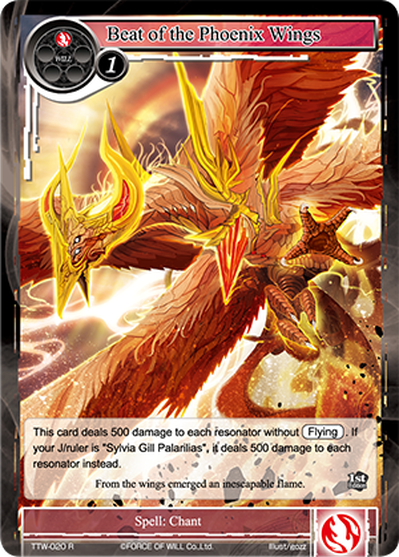 Beat of the Phoenix Wings
WILL
1
This card deals 500 damage to each resonator without Flying . If
your J/ruler is "Sylvia Gill Palarilias", it deals 500 damage to each
resonator instead.
From the wings emerged an inescapable flame.
1st
Edition
Spell: Chant
TTW-020 R
©FORCE OF WILL Co.,Ltd.
Illust/gozz